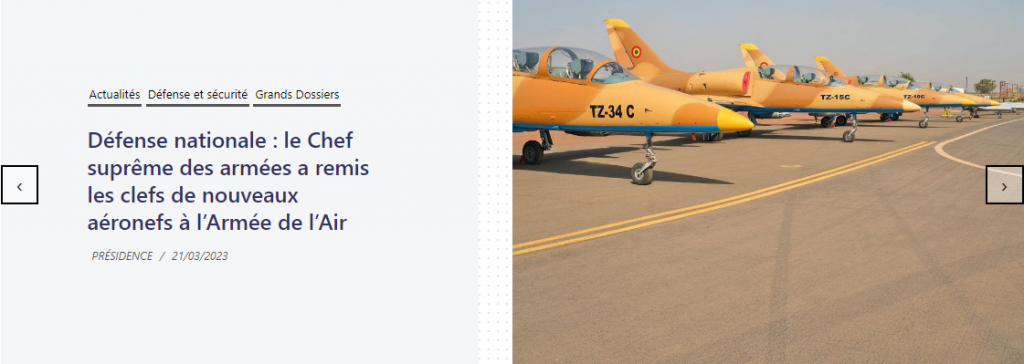 Actualités Défense et sécurité Grands Dossiers
Défense nationale : le Chef
suprême des armées a remis
les clefs de nouveaux
aéronefs à l’Armée de l’Air
PRÉSIDENCE / 21/03/2023
TZ-34 C
TZ-15C
TZ-10C